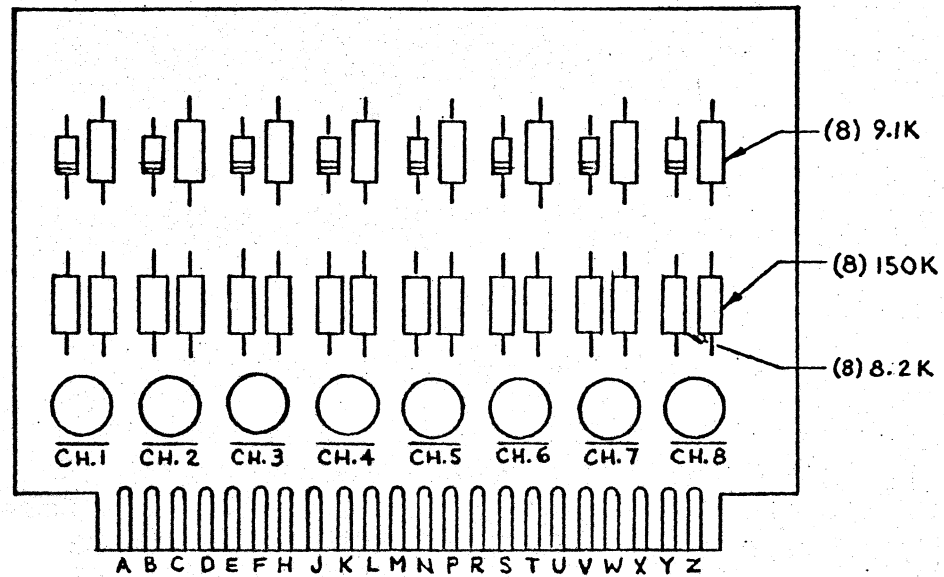 (8) 9.1K
(8) 150K
(8) 8.2K
CH.1 CH.2 CH.3 CH.4 CH.5 CH.6 CH.7 CH.8
A B C D E F H J K L M N P R S T U V W X Y Z